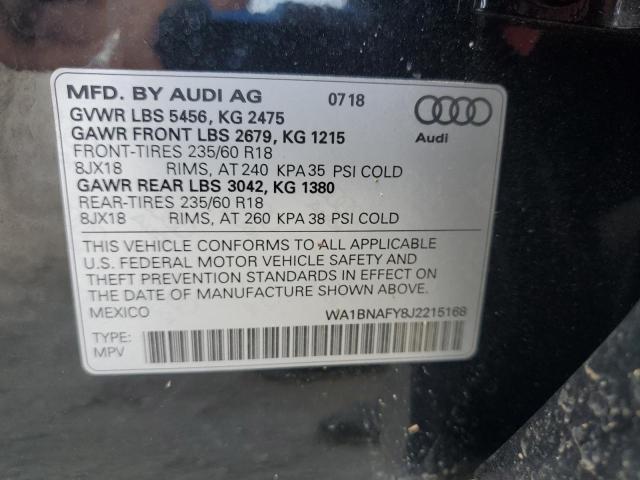 MFD. BY AUDI AG 0718
GVWR LBS 5456, KG 2475
GAWR FRONT LBS 2679, KG 1215
FRONT-TIRES 235/60 R18
8JX18 RIMS, AT 240 KPA 35 PSI COLD
GAWR REAR LBS 3042, KG 1380
REAR-TIRES 235/60 R18
8JX18 RIMS, AT 260 KPA 38 PSI COLD
Audi
THIS VEHICLE CONFORMS TO ALL APPLICABLE
U.S. FEDERAL MOTOR VEHICLE SAFETY AND
THEFT PREVENTION STANDARDS IN EFFECT ON
THE DATE OF MANUFACTURE SHOWN ABOVE.
MEXICO WA1BNAFY8J2215168
TYPE:
MPV